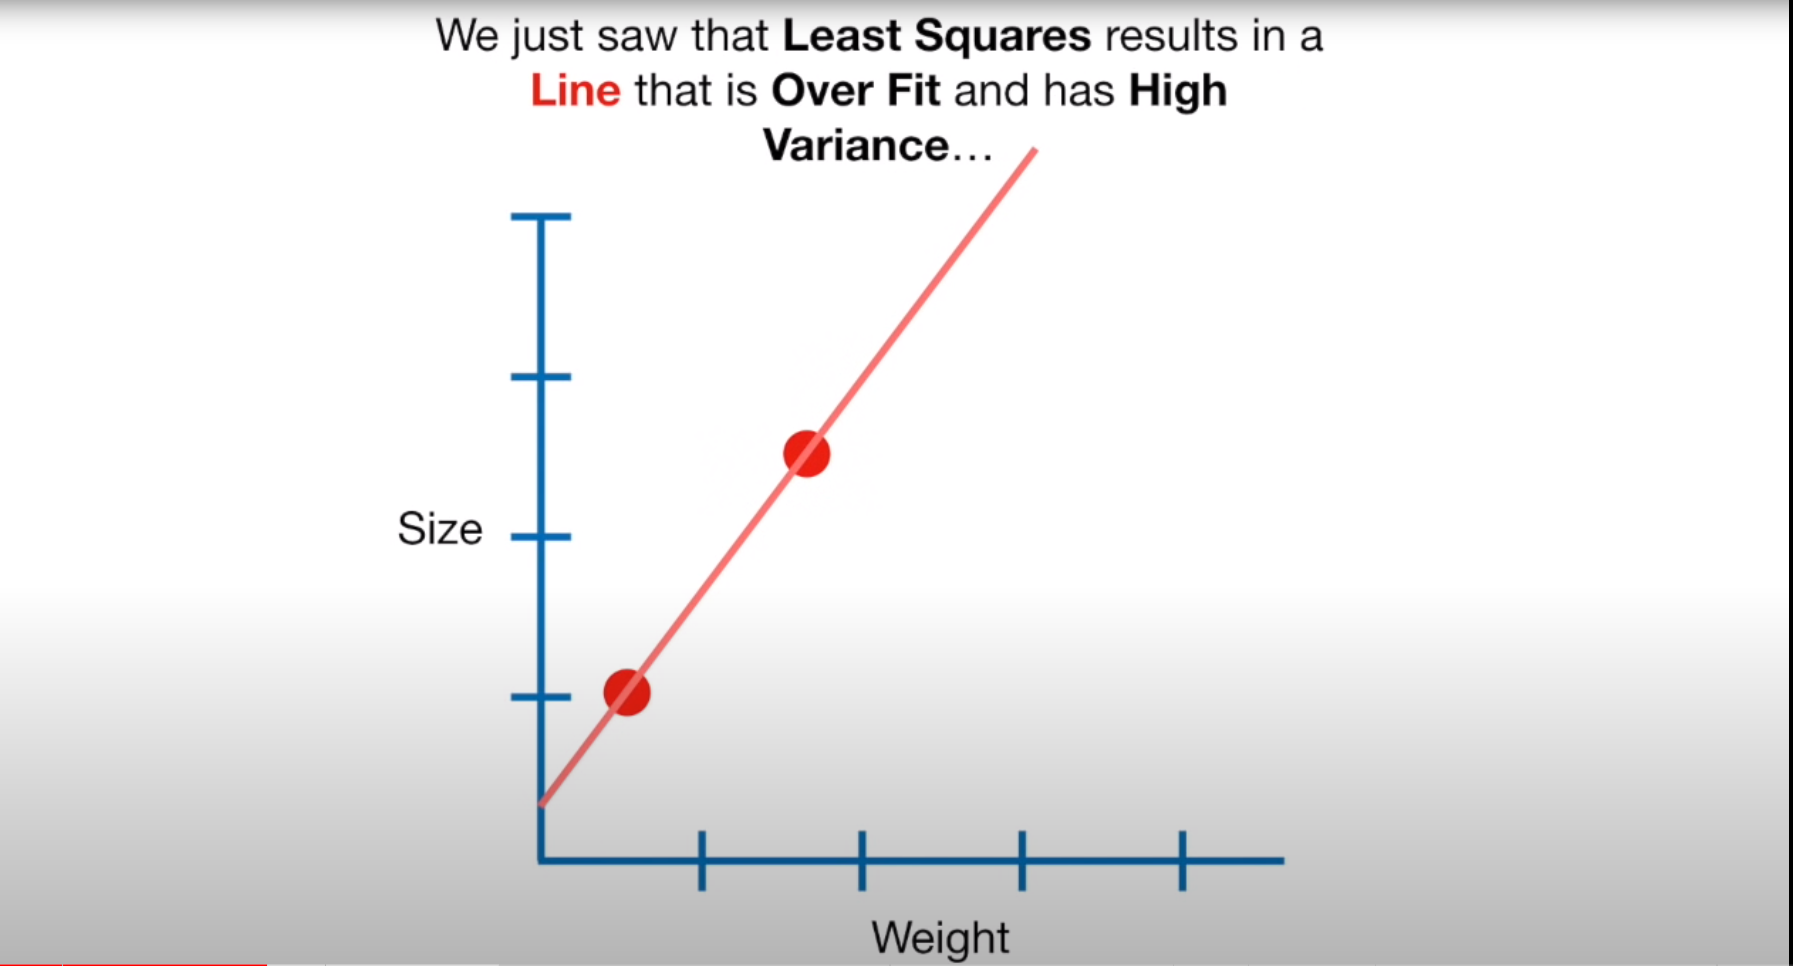 We just saw that Least Squares results in a
Line that is Over Fit and has High
Variance...
Size
Weight